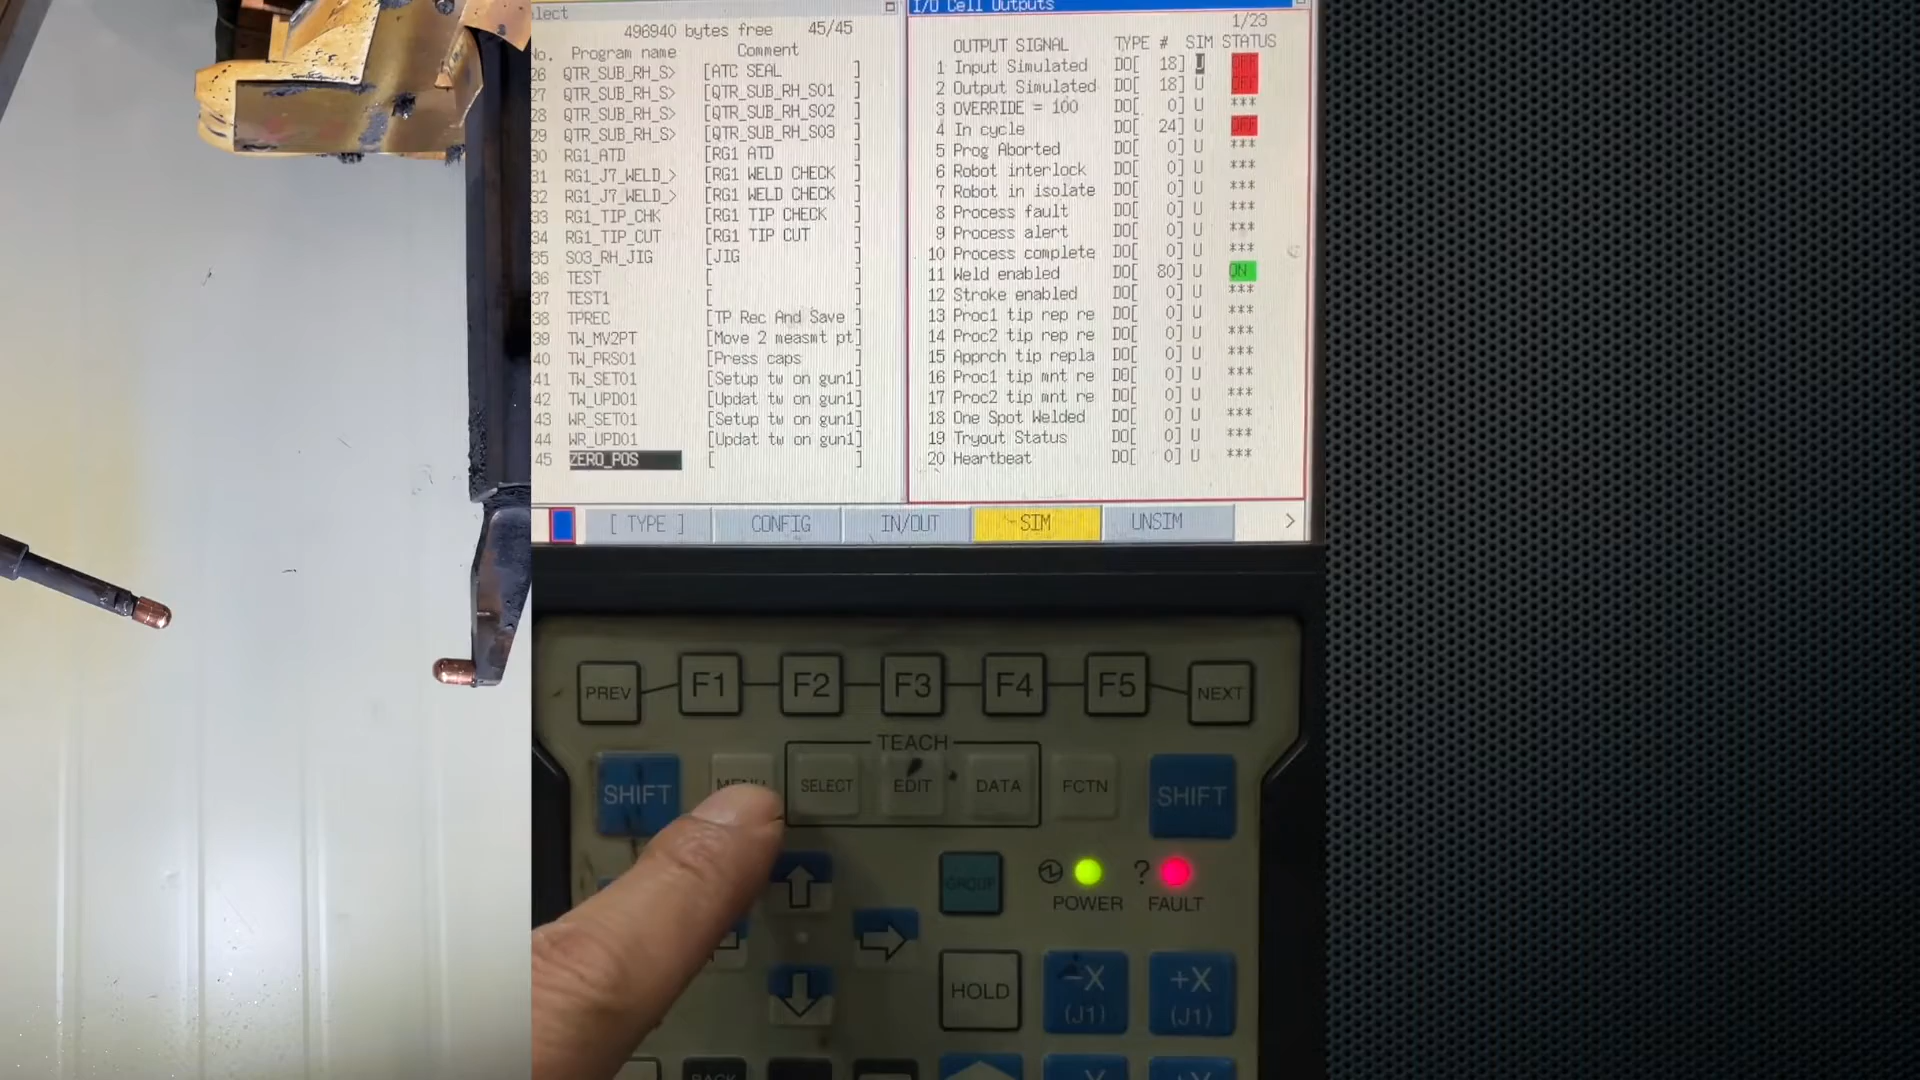 elect
496940 bytes free 45/45
No. Program name Comment
26 QTR_SUB_RH_S> [ATC SEAL ]
27 QTR_SUB_RH_S> [QTR_SUB_RH_S01 ]
28 QTR_SUB_RH_S> [QTR_SUB_RH_S02 ]
29 QTR_SUB_RH_S> [QTR_SUB_RH_S03 ]
30 RG1_ATD [RG1 ATD ]
31 RG1_J7_WELD_> [RG1 WELD CHECK ]
32 RG1_J7_WELD_> [RG1 WELD CHECK ]
33 RG1_TIP_CHK [RG1 TIP CHECK ]
34 RG1_TIP_CUT [RG1 TIP CUT ]
35 S03_RH_JIG [JIG ]
36 TEST [ ]
37 TEST1 [ ]
38 TPREC [TP Rec And Save ]
39 TW_MV2PT [Move 2 measmt pt]
40 TW_PRS01 [Press caps ]
41 TW_SET01 [Setup tw on gun1]
42 TW_UPD01 [Updat tw on gun1]
43 WR_SET01 [Setup tw on gun1]
44 WR_UPD01 [Updat tw on gun1]
45 ZERO_POS [ ]
I/O Cell Outputs
1/23
OUTPUT SIGNAL TYPE # SIM STATUS
1 Input Simulated DO[ 18] U OFF
2 Output Simulated DO[ 18] U OFF
3 OVERRIDE = 100 DO[ 0] U ***
4 In cycle DO[ 24] U OFF
5 Prog Aborted DO[ 0] U ***
6 Robot interlock DO[ 0] U ***
7 Robot in isolate DO[ 0] U ***
8 Process fault DO[ 0] U ***
9 Process alert DO[ 0] U ***
10 Process complete DO[ 0] U ***
11 Weld enabled DO[ 80] U ON
12 Stroke enabled DO[ 0] U ***
13 Proc1 tip rep re DO[ 0] U ***
14 Proc2 tip rep re DO[ 0] U ***
15 Apprch tip repla DO[ 0] U ***
16 Proc1 tip mnt re DO[ 0] U ***
17 Proc2 tip mnt re DO[ 0] U ***
18 One Spot Welded DO[ 0] U ***
19 Tryout Status DO[ 0] U ***
20 Heartbeat DO[ 0] U ***
[ TYPE ] CONFIG IN/OUT SIM UNSIM >
PREV F1 F2 F3 F4 F5 NEXT
TEACH
SHIFT MENU SELECT EDIT DATA FCTN SHIFT
GROUP
? POWER FAULT
HOLD -X (J1) +X (J1)
BACK